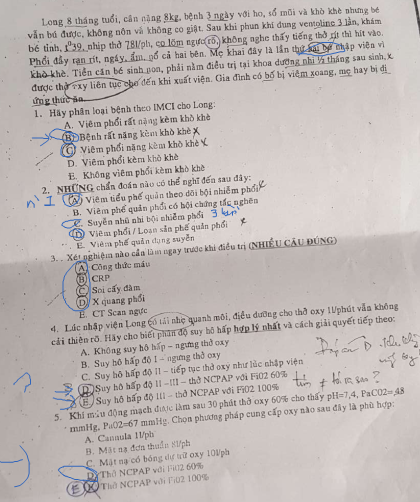 Long 8 tháng tuổi, cân nặng 8kg, bệnh 3 ngày với ho, sổ mũi và khò khè nhưng bé
vẫn bú được, không nôn và không co giật. Sau khi phun khí dung ventoline 3 lần, khám
bé tỉnh, t°39, nhịp thở 78l/ph, co lõm ngực rõ, không nghe thấy tiếng thở rít thì hít vào.
Phổi đầy ran rít, ngáy, ẩm, nổ cả hai bên. Mẹ khai đây là lần thứ hai bé nhập viện vì
khò khè. Tiền căn bé sinh non, phải nằm điều trị tại khoa dưỡng nhi ½ tháng sau sinh,
được thở oxy liên tục cho đến khi xuất viện. Gia đình có bố bị viêm xoang, mẹ hay bị dị
ứng thức ăn.
1. Hãy phân loại bệnh theo IMCI cho Long:
A. Viêm phổi rất nặng kèm khò khè
B. Bệnh rất nặng kèm khò khè X
C. Viêm phổi nặng kèm khò khè
D. Viêm phổi kèm khò khè
E. Không viêm phổi kèm khò khè
2. NHỮNG chẩn đoán nào có thể nghĩ đến sau đây:
A. Viêm tiểu phế quản theo dõi bội nhiễm phổi
B. Viêm phế quản phổi có hội chứng tắc nghẽn
C. Suyễn nhũ nhi bội nhiễm phổi
D. Viêm phổi / Loạn sản phế quản phổi
E. Viêm phế quản dạng suyễn
3. Xét nghiệm nào cần làm ngay trước khi điều trị (NHIỀU CÂU ĐÚNG)
A Công thức máu
B CRP
C Soi cấy đàm
D X quang phổi
E. CT Scan ngực
4. Lúc nhập viện Long có tái nhẹ quanh môi, điều dưỡng cho thở oxy 1l/phút vẫn không
cải thiện rõ. Hãy cho biết phân độ suy hô hấp hợp lý nhất và cách giải quyết tiếp theo:
A. Không suy hô hấp – ngưng thở oxy
B. Suy hô hấp độ I – ngưng thở oxy
C. Suy hô hấp độ II – tiếp tục thở oxy như lúc nhập viện
D. Suy hô hấp độ II –III – thở NCPAP với Fi02 60%
E. Suy hô hấp độ III – thở NCPAP với Fi02 100%
5. Khí máu động mạch được làm sau 30 phút thở oxy 60% cho thấy pH=7,4, PaCO2=48
mmHg, Pa02=67 mmHg. Chọn phương pháp cung cấp oxy nào sau đây là phù hợp:
A. Cannula 1l/ph
B. Mặt nạ đơn thuần 8l/ph
C. Mặt nạ có bóng dự trữ oxy 10l/ph
D. Thở NCPAP với Fi02 60%
E. Thở NCPAP với Fi02 100%